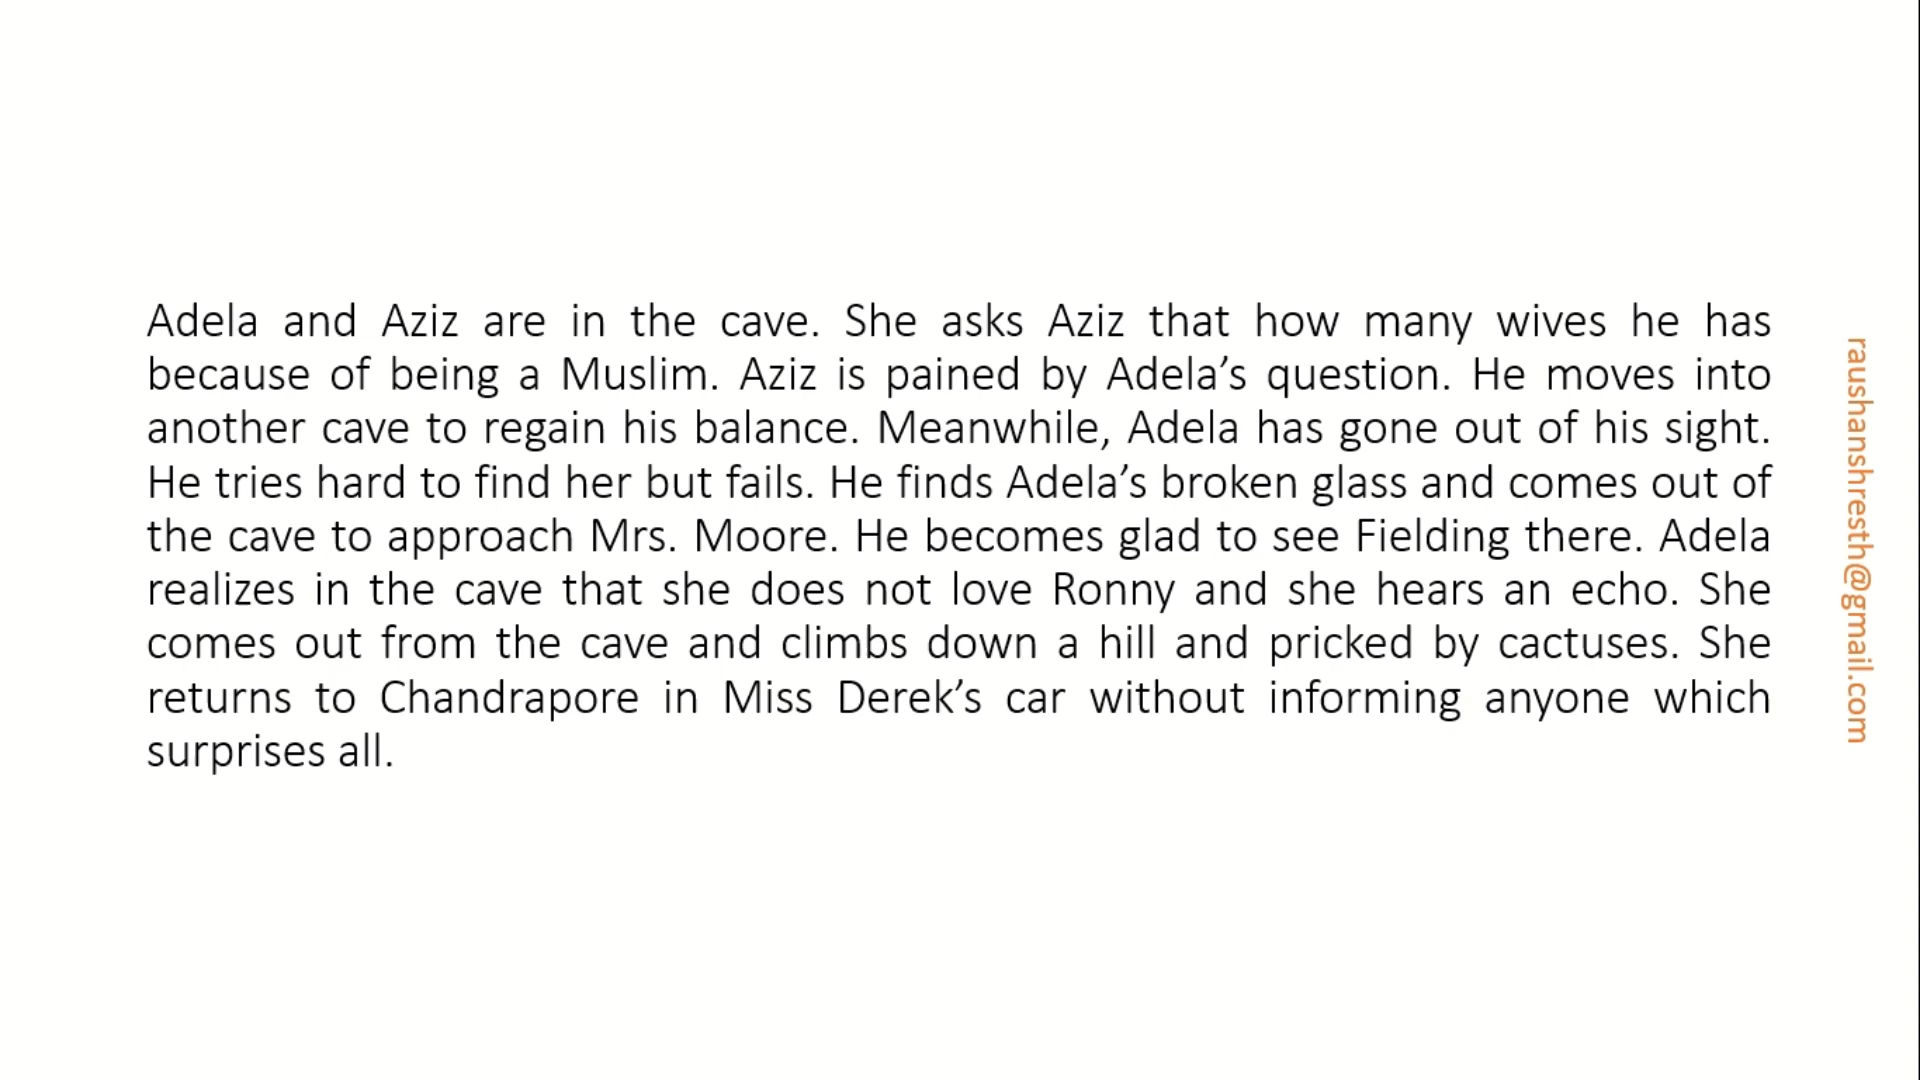 Adela and Aziz are in the cave. She asks Aziz that how many wives he has
because of being a Muslim. Aziz is pained by Adela’s question. He moves into
another cave to regain his balance. Meanwhile, Adela has gone out of his sight.
He tries hard to find her but fails. He finds Adela’s broken glass and comes out of
the cave to approach Mrs. Moore. He becomes glad to see Fielding there. Adela
realizes in the cave that she does not love Ronny and she hears an echo. She
comes out from the cave and climbs down a hill and pricked by cactuses. She
returns to Chandrapore in Miss Derek’s car without informing anyone which
surprises all.
raushanshresth@gmail.com